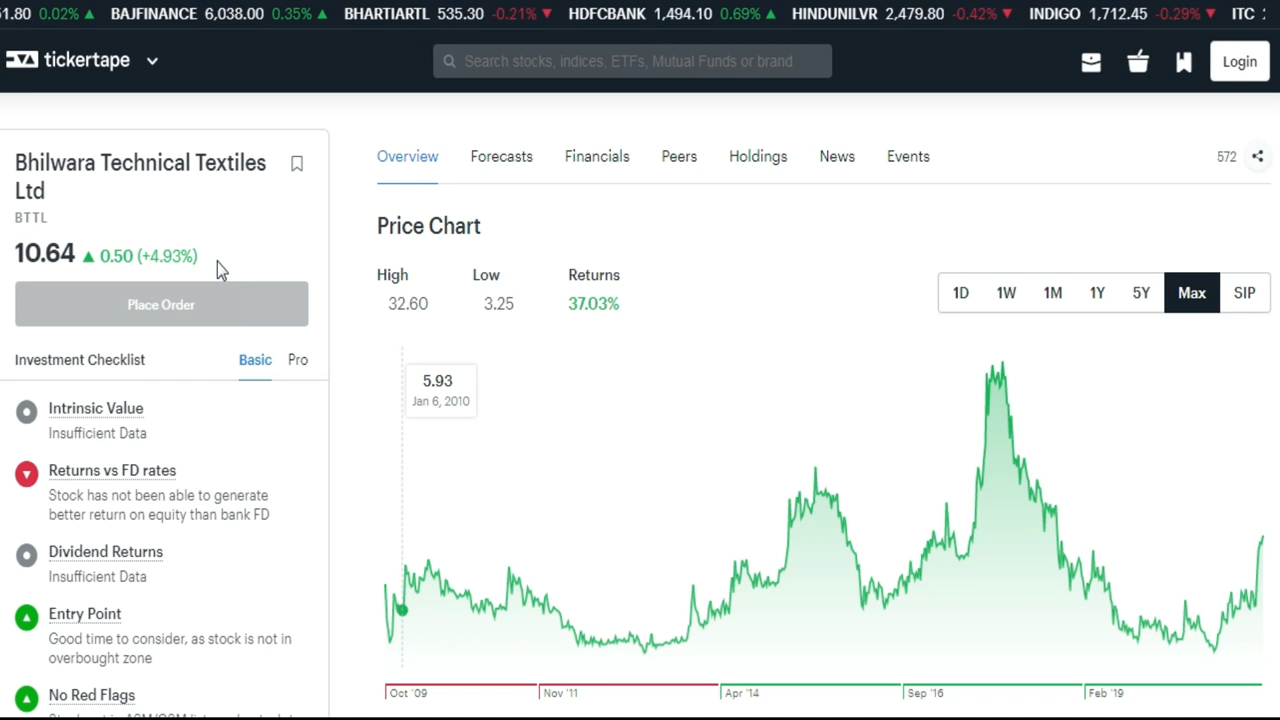 51.80 0.02% ▲ BAJFINANCE 6,038.00 0.35% ▲ BHARTIARTL 535.30 -0.21% ▼ HDFCBANK 1,494.10 0.69% ▲ HINDUNILVR 2,479.80 -0.42% ▼ INDIGO 1,712.45 -0.29% ▼ ITC
tickertape
Search stocks, indices, ETFs, Mutual Funds or brand
Login
Bhilwara Technical Textiles
Ltd
BTTL
10.64 ▲ 0.50 (+4.93%)
Place Order
Investment Checklist Basic Pro
Intrinsic Value
Insufficient Data
Returns vs FD rates
Stock has not been able to generate
better return on equity than bank FD
Dividend Returns
Insufficient Data
Entry Point
Good time to consider, as stock is not in
overbought zone
No Red Flags
Overview Forecasts Financials Peers Holdings News Events 572
Price Chart
High Low Returns
32.60 3.25 37.03%
1D 1W 1M 1Y 5Y Max SIP
5.93
Jan 6, 2010
Oct '09 Nov '11 Apr '14 Sep '16 Feb '19